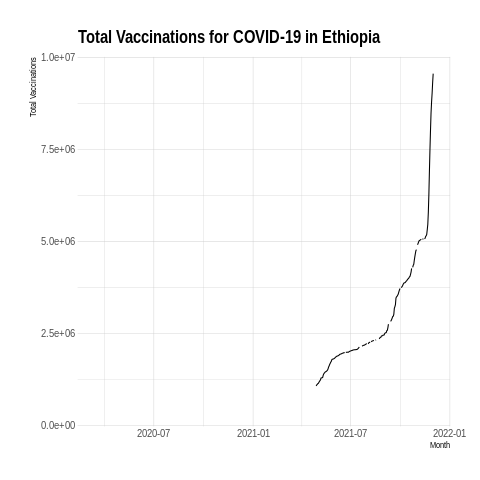 Total Vaccinations for COVID-19 in Ethiopia
Total Vaccinations
1.0e+07
7.5e+06
5.0e+06
2.5e+06
0.0e+00
2020-07
2021-01
2021-07
2022-01
Month